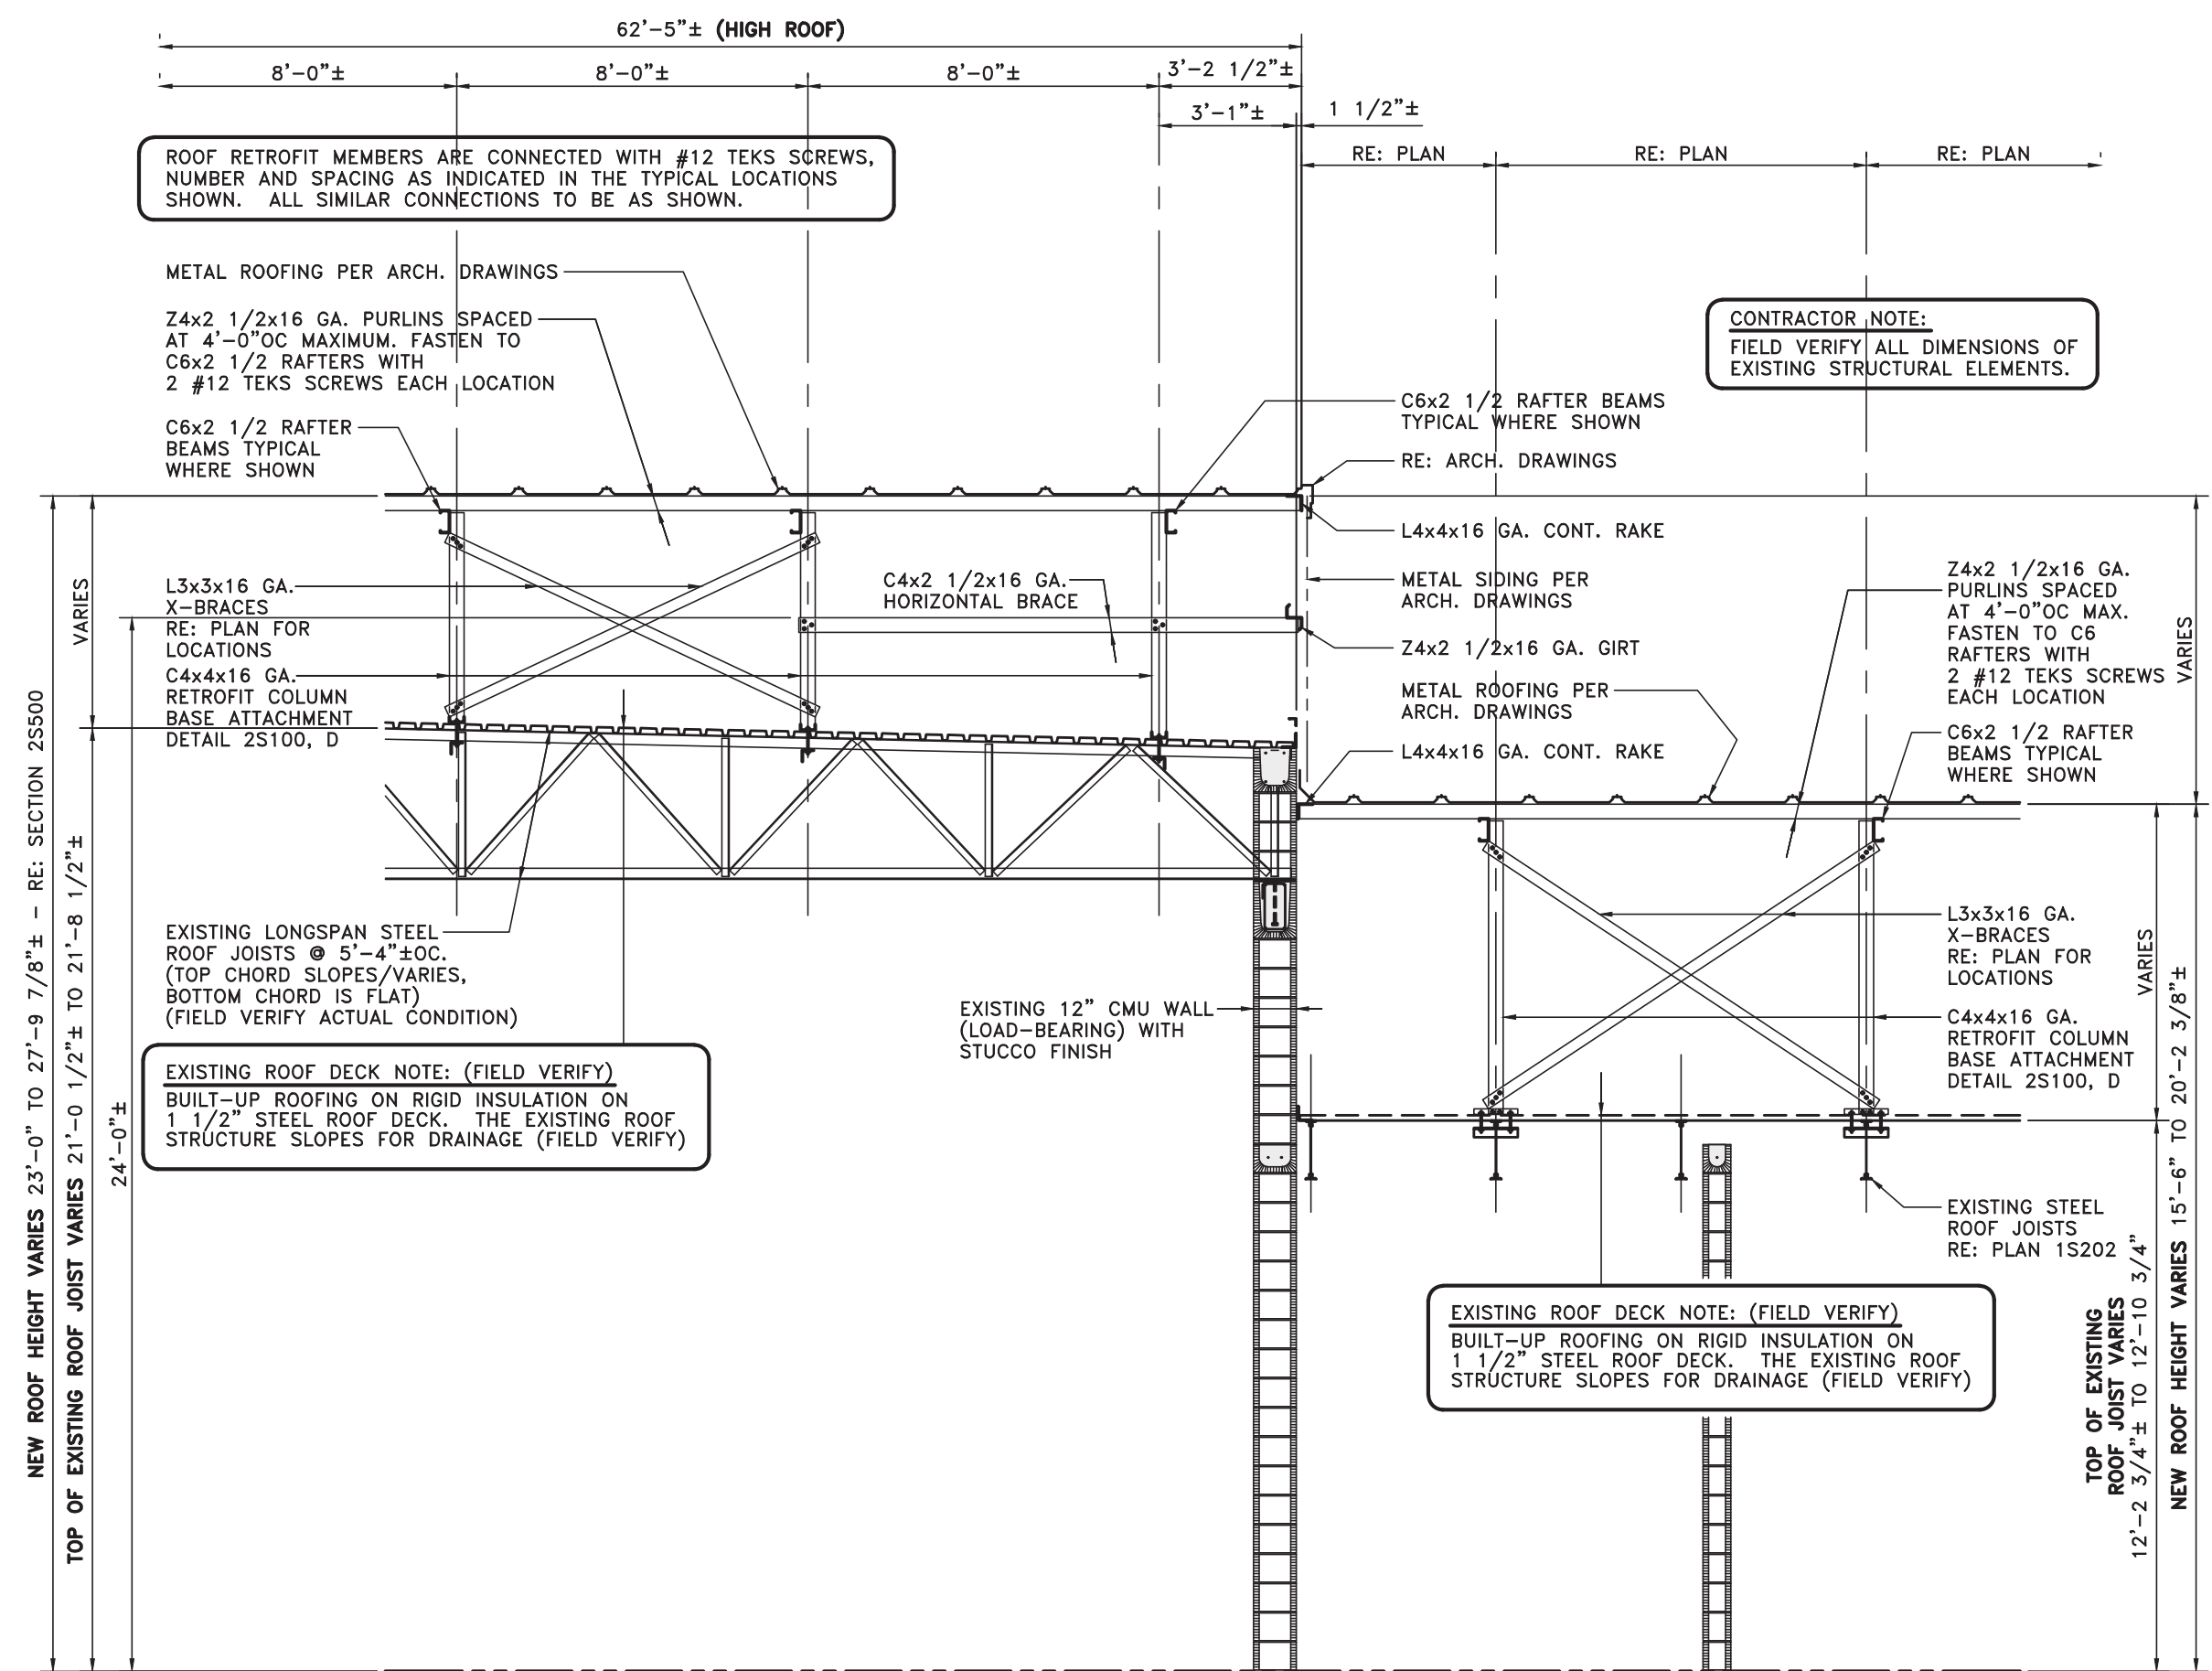 62'-5"± (HIGH ROOF)
8'-0"±
8'-0"±
8'-0"±
3'-2 1/2"±
3'-1"±
1 1/2"±
RE: PLAN
RE: PLAN
RE: PLAN
ROOF RETROFIT MEMBERS ARE CONNECTED WITH #12 TEKS SCREWS,
NUMBER AND SPACING AS INDICATED IN THE TYPICAL LOCATIONS
SHOWN. ALL SIMILAR CONNECTIONS TO BE AS SHOWN.
METAL ROOFING PER ARCH. DRAWINGS
Z4x2 1/2x16 GA. PURLINS SPACED
AT 4'-0"OC MAXIMUM. FASTEN TO
C6x2 1/2 RAFTERS WITH
2 #12 TEKS SCREWS EACH LOCATION
C6x2 1/2 RAFTER
BEAMS TYPICAL
WHERE SHOWN
CONTRACTOR NOTE:
FIELD VERIFY ALL DIMENSIONS OF
EXISTING STRUCTURAL ELEMENTS.
C6x2 1/2 RAFTER BEAMS
TYPICAL WHERE SHOWN
RE: ARCH. DRAWINGS
L4x4x16 GA. CONT. RAKE
METAL SIDING PER
ARCH. DRAWINGS
Z4x2 1/2x16 GA. GIRT
METAL ROOFING PER
ARCH. DRAWINGS
L4x4x16 GA. CONT. RAKE
L3x3x16 GA.
X-BRACES
RE: PLAN FOR
LOCATIONS
C4x4x16 GA.
RETROFIT COLUMN
BASE ATTACHMENT
DETAIL 2S100, D
C4x2 1/2x16 GA.
HORIZONTAL BRACE
Z4x2 1/2x16 GA.
PURLINS SPACED
AT 4'-0"OC MAX.
FASTEN TO C6
RAFTERS WITH
2 #12 TEKS SCREWS
EACH LOCATION
C6x2 1/2 RAFTER
BEAMS TYPICAL
WHERE SHOWN
L3x3x16 GA.
X-BRACES
RE: PLAN FOR
LOCATIONS
C4x4x16 GA.
RETROFIT COLUMN
BASE ATTACHMENT
DETAIL 2S100, D
EXISTING STEEL
ROOF JOISTS
RE: PLAN 1S202
EXISTING LONGSPAN STEEL
ROOF JOISTS @ 5'-4"±OC.
(TOP CHORD SLOPES/VARIES,
BOTTOM CHORD IS FLAT)
(FIELD VERIFY ACTUAL CONDITION)
EXISTING 12" CMU WALL
(LOAD-BEARING) WITH
STUCCO FINISH
EXISTING ROOF DECK NOTE: (FIELD VERIFY)
BUILT-UP ROOFING ON RIGID INSULATION ON
1 1/2" STEEL ROOF DECK. THE EXISTING ROOF
STRUCTURE SLOPES FOR DRAINAGE (FIELD VERIFY)
EXISTING ROOF DECK NOTE: (FIELD VERIFY)
BUILT-UP ROOFING ON RIGID INSULATION ON
1 1/2" STEEL ROOF DECK. THE EXISTING ROOF
STRUCTURE SLOPES FOR DRAINAGE (FIELD VERIFY)
NEW ROOF HEIGHT VARIES 23'-0" TO 27'-9 7/8"± - RE: SECTION 2S500
TOP OF EXISTING ROOF JOIST VARIES 21'-0 1/2"± TO 21'-8 1/2"±
VARIES
24'-0"±
VARIES
VARIES
TOP OF EXISTING
ROOF JOIST VARIES
12'-2 3/4"± TO 12'-10 3/4"
NEW ROOF HEIGHT VARIES 15'-6" TO 20'-2 3/8"±